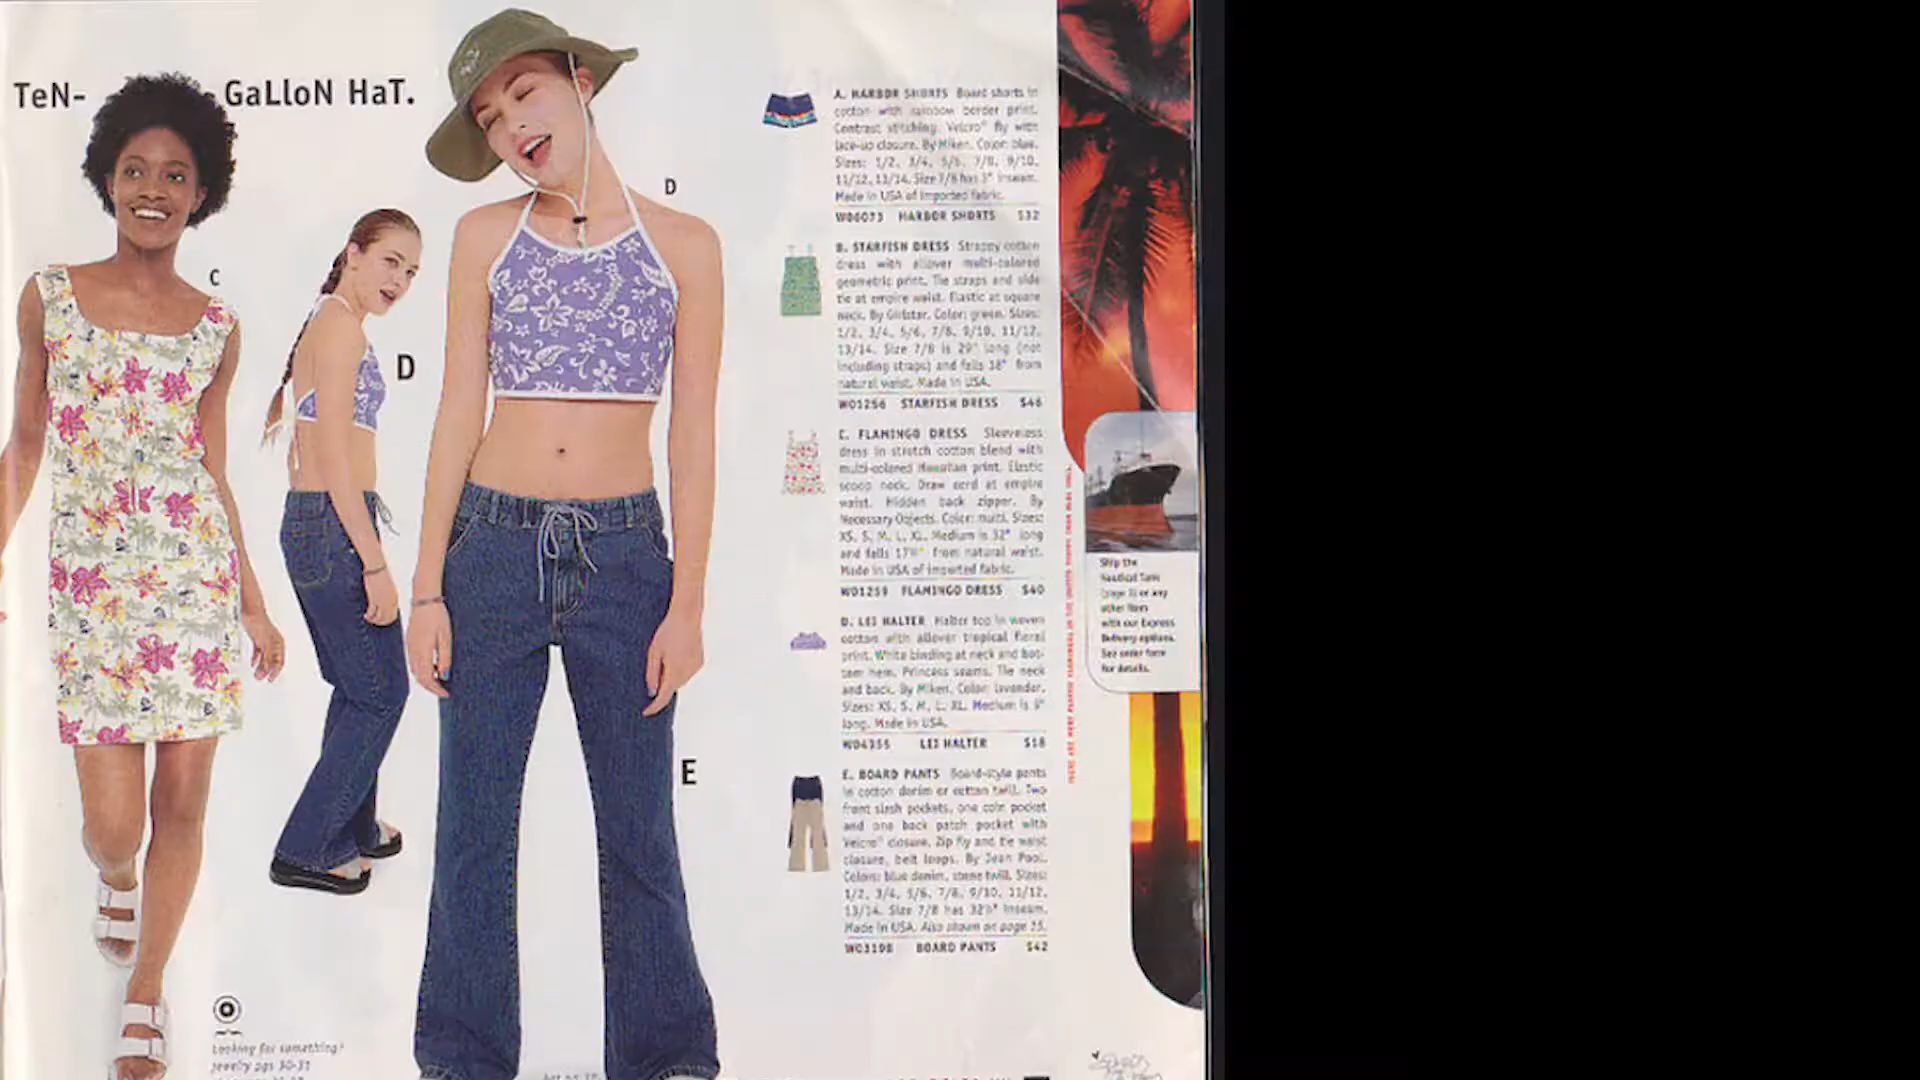 TeN- GaLLoN HaT.
C
D
D
E
A. HARBOR SHORTS Board shorts in
cotton with rainbow border print.
Contrast stitching. Velcro® fly with
lace-up closure. By Miken. Color: blue.
Sizes: 1/2, 3/4, 5/6, 7/8, 9/10,
11/12, 13/14. Size 7/8 has 3" inseam.
Made in USA of imported fabric.
W06073 HARBOR SHORTS $32
B. STARFISH DRESS Strappy cotton
dress with allover multi-colored
geometric print. Tie straps and side
tie at empire waist. Elastic at square
neck. By Girlstar. Color: green. Sizes:
1/2, 3/4, 5/6, 7/8, 9/10, 11/12,
13/14. Size 7/8 is 29" long (not
including straps) and falls 18" from
natural waist. Made in USA.
W01256 STARFISH DRESS $46
C. FLAMINGO DRESS Sleeveless
dress in stretch cotton blend with
multi-colored Hawaiian print. Elastic
scoop neck. Draw cord at empire
waist. Hidden back zipper. By
Necessary Objects. Color: multi. Sizes:
XS, S, M, L, XL. Medium is 32" long
and falls 17½" from natural waist.
Made in USA of imported fabric.
W01259 FLAMINGO DRESS $40
D. LEI HALTER Halter top in woven
cotton with allover tropical floral
print. White binding at neck and bot-
tom hem. Princess seams. Tie neck
and back. By Miken. Color: lavender.
Sizes: XS, S, M, L, XL. Medium is 9"
long. Made in USA.
W04355 LEI HALTER $18
E. BOARD PANTS Board-style pants
in cotton denim or cotton twill. Two
front slash pockets, one coin pocket
and one back patch pocket with
Velcro® closure. Zip fly and tie waist
closure, belt loops. By Jean Pool.
Colors: blue denim, stone twill. Sizes:
1/2, 3/4, 5/6, 7/8, 9/10, 11/12,
13/14. Size 7/8 has 32½" inseam.
Made in USA. Also shown on page 15.
W03198 BOARD PANTS $42
Ship the
Nautical Tank
or any
other item
with our Express
Delivery options.
See order form
for details.
Looking for something?
jewelry pgs 30-31